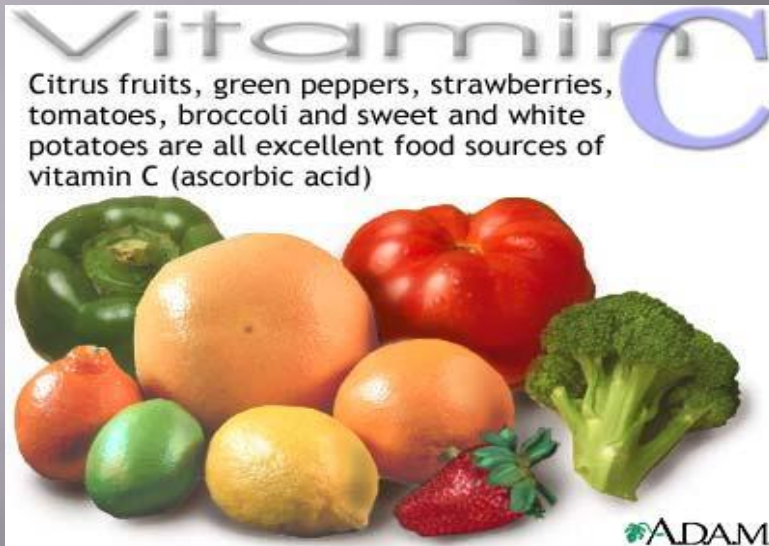 Vitamin C
Citrus fruits, green peppers, strawberries,
tomatoes, broccoli and sweet and white
potatoes are all excellent food sources of
vitamin C (ascorbic acid)
ADAM